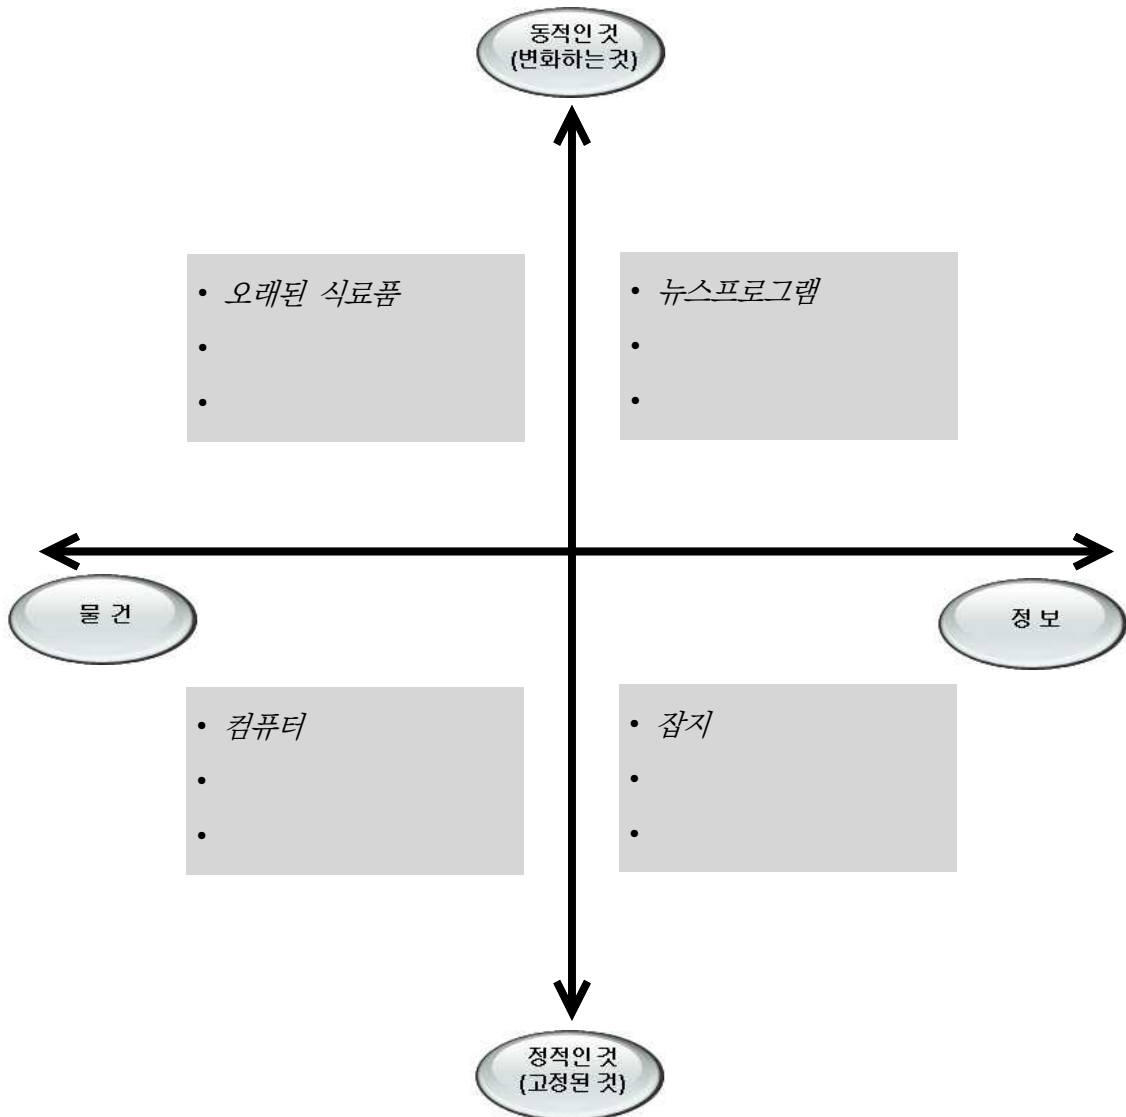 동적인 것
(변화하는 것)
• 오래된 식료품
•
•
• 뉴스프로그램
•
•
물 건
정 보
• 컴퓨터
•
•
• 잡지
•
•
정적인 것
(고정된 것)